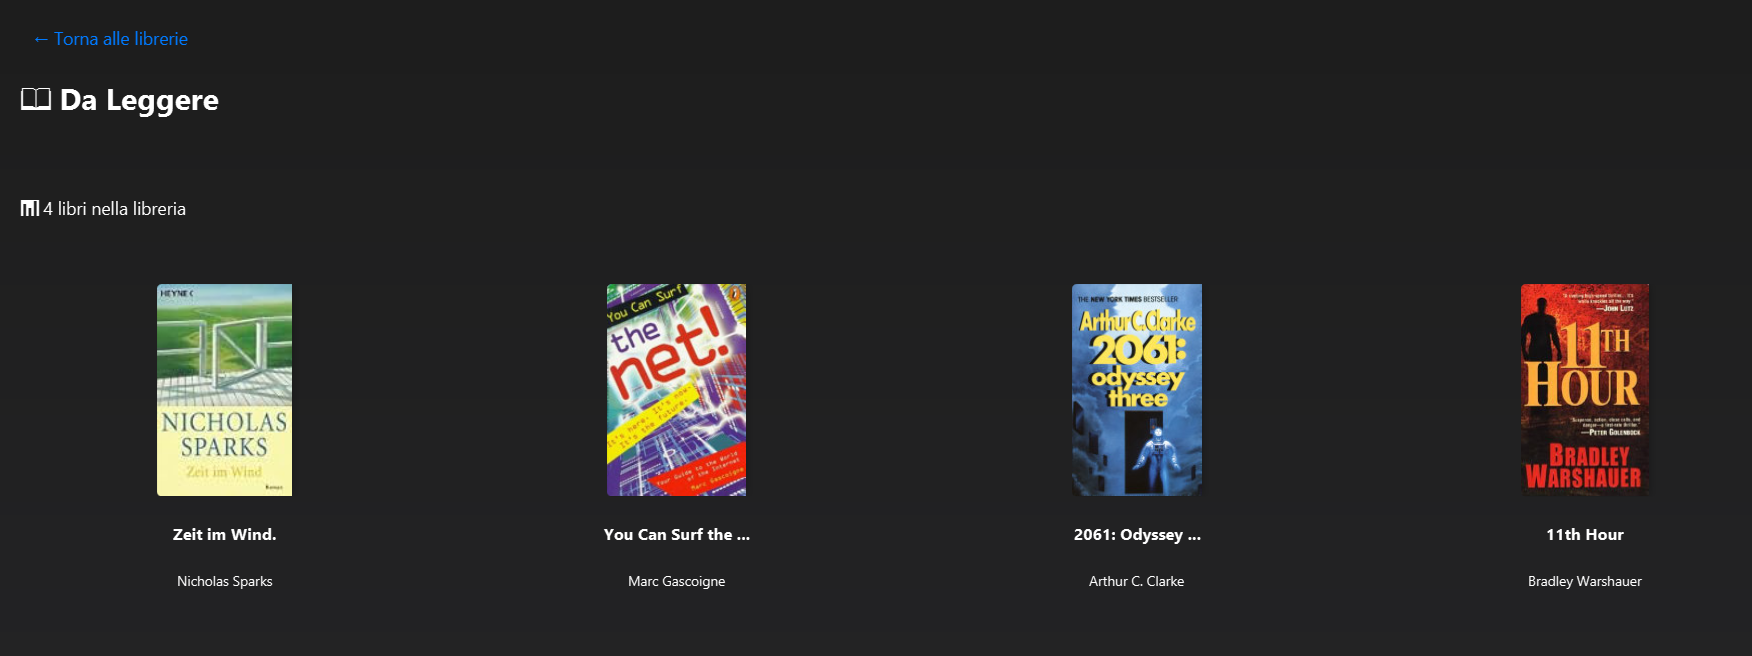 ← Torna alle librerie
Da Leggere
4 libri nella libreria
HEYNE
NICHOLAS
SPARKS
Zeit im Wind
Roman
You Can Surf
the
net!
It's here. It's now.
It's the future.
Your Guide to the World
of the Internet
Marc Gascoigne
THE NEW YORK TIMES BESTSELLER
Arthur C. Clarke
2061:
odyssey
three
—JOHN LUTZ
11TH
HOUR
—PETER GOLENBOCK
BRADLEY
WARSHAUER
Zeit im Wind.
You Can Surf the ...
2061: Odyssey ...
11th Hour
Nicholas Sparks
Marc Gascoigne
Arthur C. Clarke
Bradley Warshauer